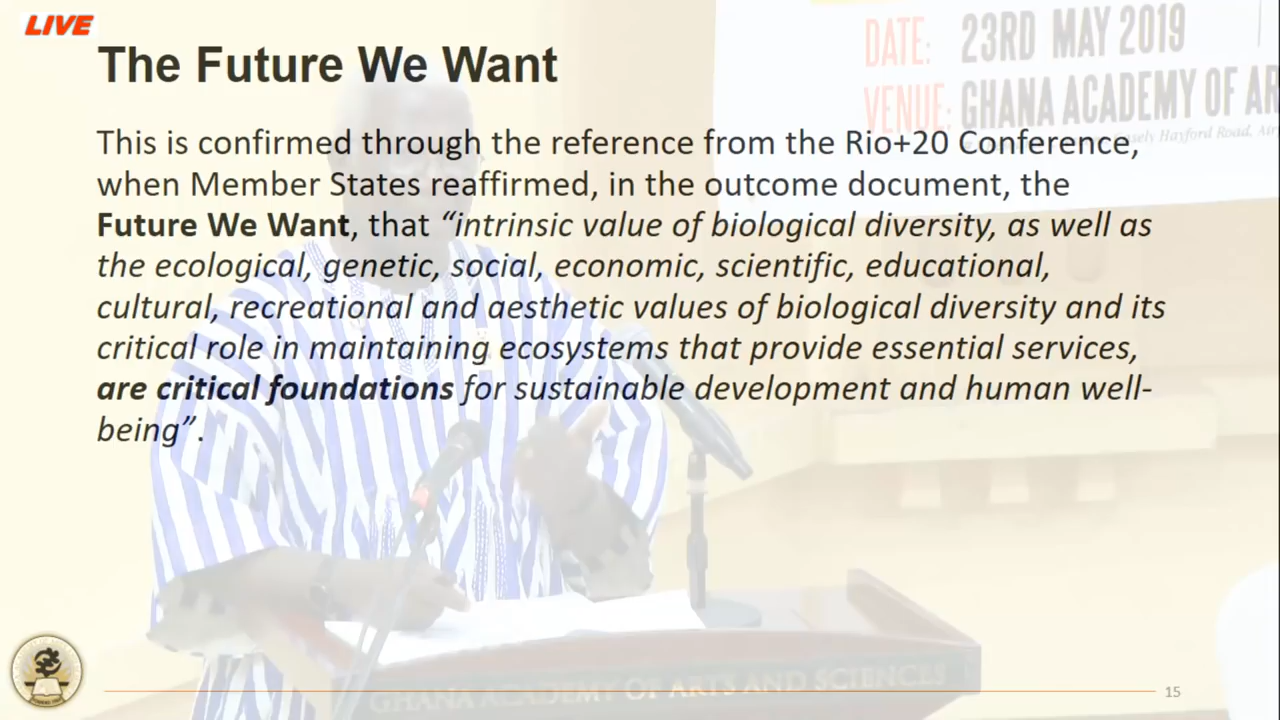 LIVE
The Future We Want
DATE: 23RD MAY 2019
VENUE: GHANA ACADEMY OF AR
Casely Hayford Road, Air
This is confirmed through the reference from the Rio+20 Conference,
when Member States reaffirmed, in the outcome document, the
Future We Want, that “intrinsic value of biological diversity, as well as
the ecological, genetic, social, economic, scientific, educational,
cultural, recreational and aesthetic values of biological diversity and its
critical role in maintaining ecosystems that provide essential services,
are critical foundations for sustainable development and human well-
being”.
GHANA ACADEMY OF ARTS AND SCIENCES
15